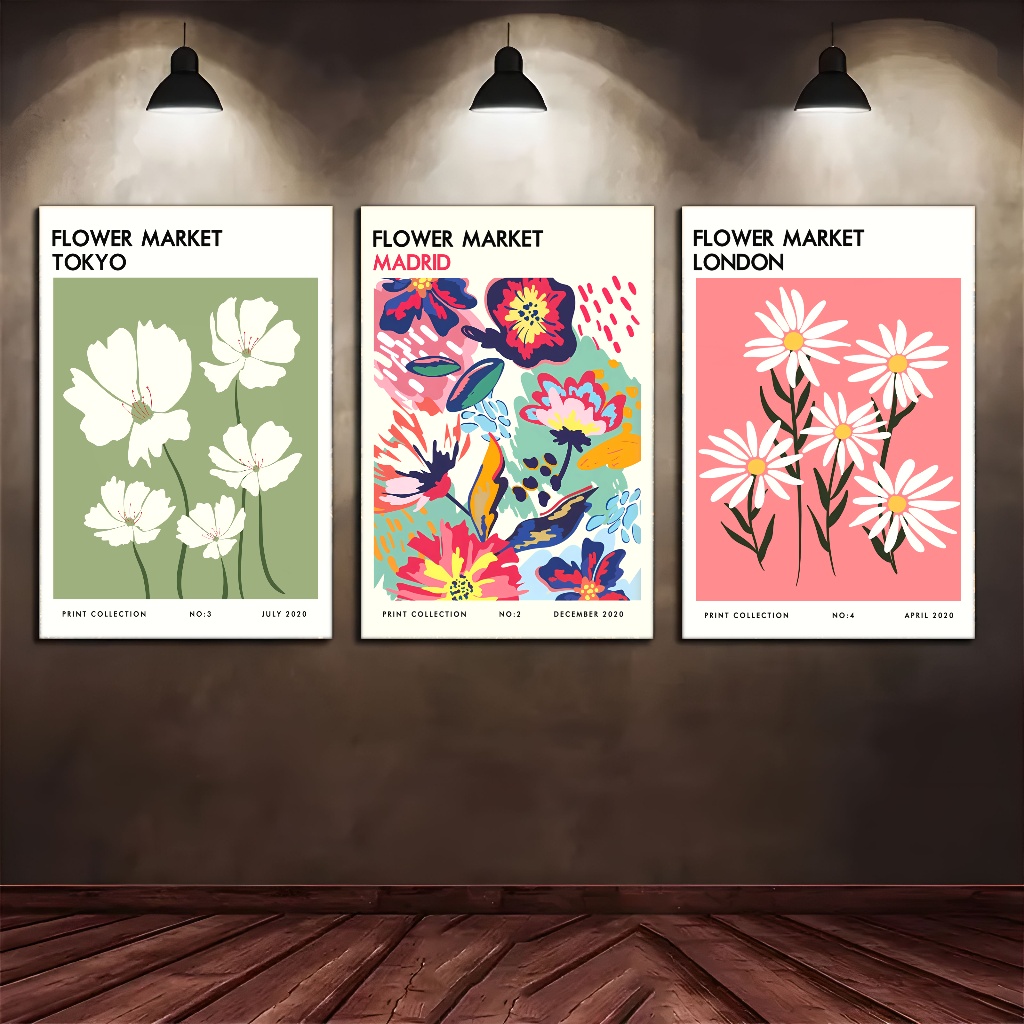 FLOWER MARKET
TOKYO
PRINT COLLECTION NO:3 JULY 2020
FLOWER MARKET
MADRID
PRINT COLLECTION NO:2 DECEMBER 2020
FLOWER MARKET
LONDON
PRINT COLLECTION NO:4 APRIL 2020